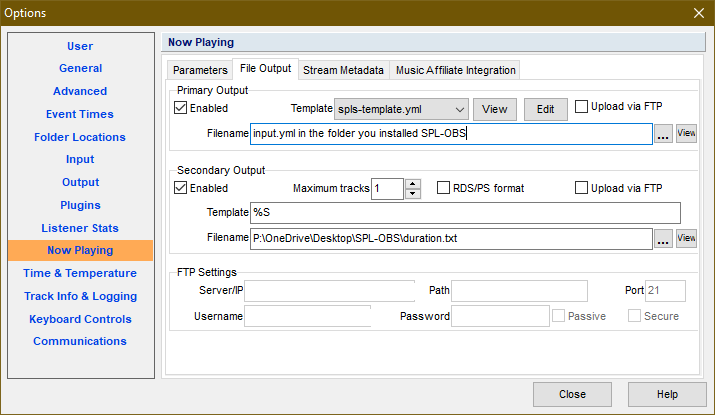 Options
User
General
Advanced
Event Times
Folder Locations
Input
Output
Plugins
Listener Stats
Now Playing
Time & Temperature
Track Info & Logging
Keyboard Controls
Communications
Now Playing
Parameters File Output Stream Metadata Music Affiliate Integration
Primary Output
Enabled Template spls-template.yml View Edit Upload via FTP
Filename input.yml in the folder you installed SPL-OBS ... View
Secondary Output
Enabled Maximum tracks 1 RDS/PS format Upload via FTP
Template %S
Filename P:\OneDrive\Desktop\SPL-OBS\duration.txt ... View
FTP Settings
Server/IP Path Port 21
Username Password Passive Secure
Close Help